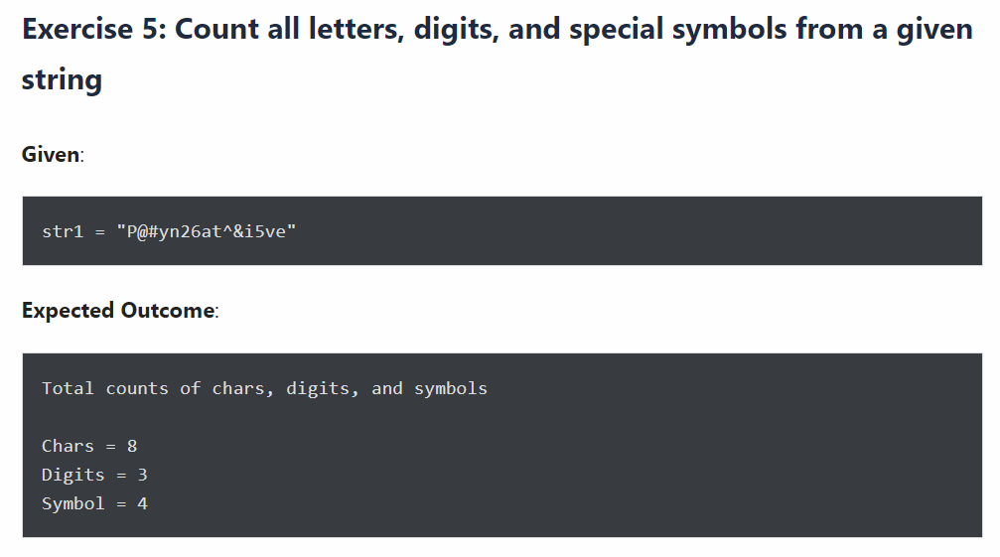 Exercise 5: Count all letters, digits, and special symbols from a given
string
Given:
str1 = "P@#yn26at^&i5ve"
Expected Outcome:
Total counts of chars, digits, and symbols
Chars = 8
Digits = 3
Symbol = 4